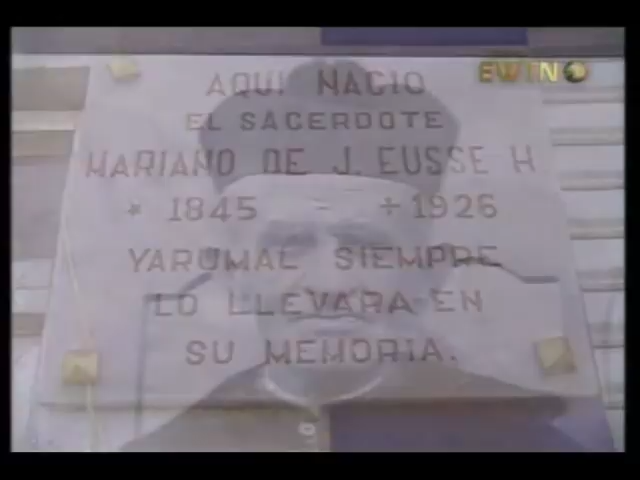 EWTN
AQUI NACIO
EL SACERDOTE
MARIANO DE J. EUSSE H
* 1845 - + 1926
YARUMAL SIEMPRE
LO LLEVARA EN
SU MEMORIA.